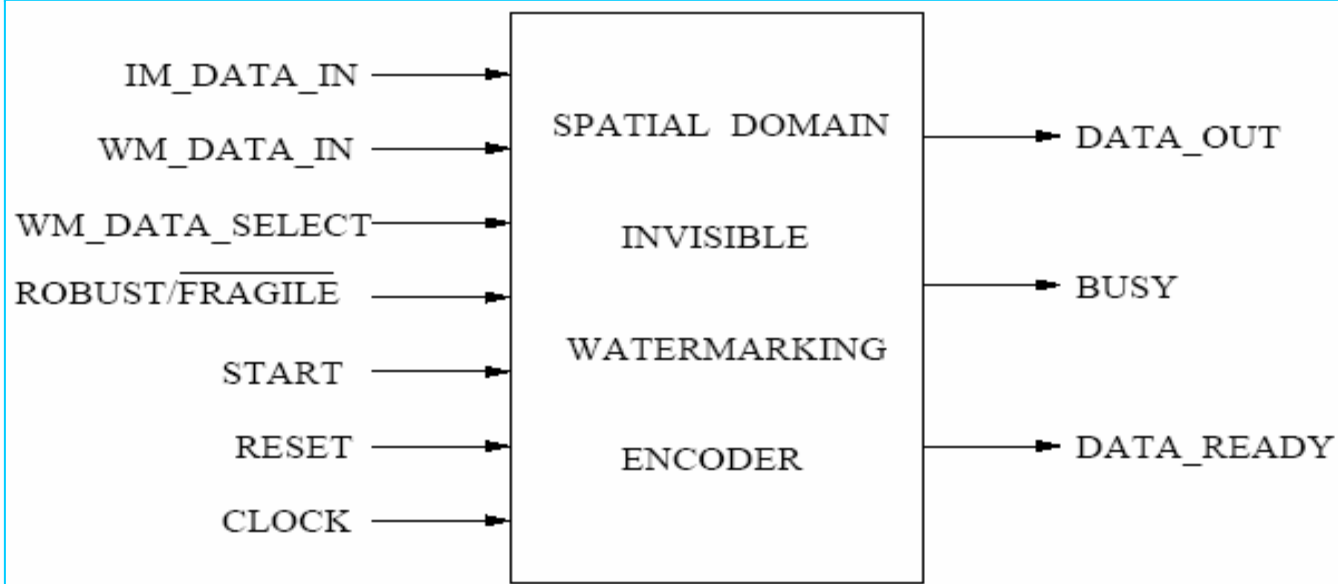 IM_DATA_IN
WM_DATA_IN
WM_DATA_SELECT
ROBUST/FRAGILE
START
RESET
CLOCK
SPATIAL DOMAIN
INVISIBLE
WATERMARKING
ENCODER
DATA_OUT
BUSY
DATA_READY